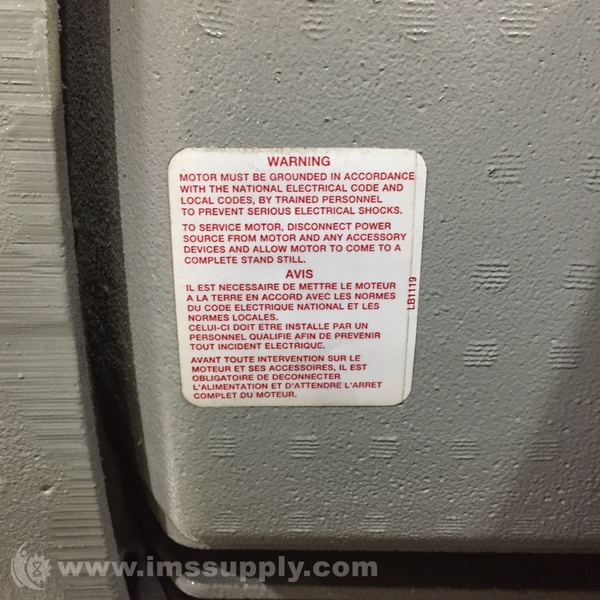 WARNING
MOTOR MUST BE GROUNDED IN ACCORDANCE
WITH THE NATIONAL ELECTRICAL CODE AND
LOCAL CODES, BY TRAINED PERSONNEL
TO PREVENT SERIOUS ELECTRICAL SHOCKS.
TO SERVICE MOTOR, DISCONNECT POWER
SOURCE FROM MOTOR AND ANY ACCESSORY
DEVICES AND ALLOW MOTOR TO COME TO A
COMPLETE STAND STILL.
AVIS
IL EST NECESSAIRE DE METTRE LE MOTEUR
A LA TERRE EN ACCORD AVEC LES NORMES
DU CODE ELECTRIQUE NATIONAL ET LES
NORMES LOCALES.
CELUI-CI DOIT ETRE INSTALLE PAR UN
PERSONNEL QUALIFIE AFIN DE PREVENIR
TOUT INCIDENT ELECTRIQUE.
AVANT TOUTE INTERVENTION SUR LE
MOTEUR ET SES ACCESSOIRES, IL EST
OBLIGATOIRE DE DECONNECTER
L'ALIMENTATION ET D'ATTENDRE L'ARRET
COMPLET DU MOTEUR.
LB1119
www.imssupply.com